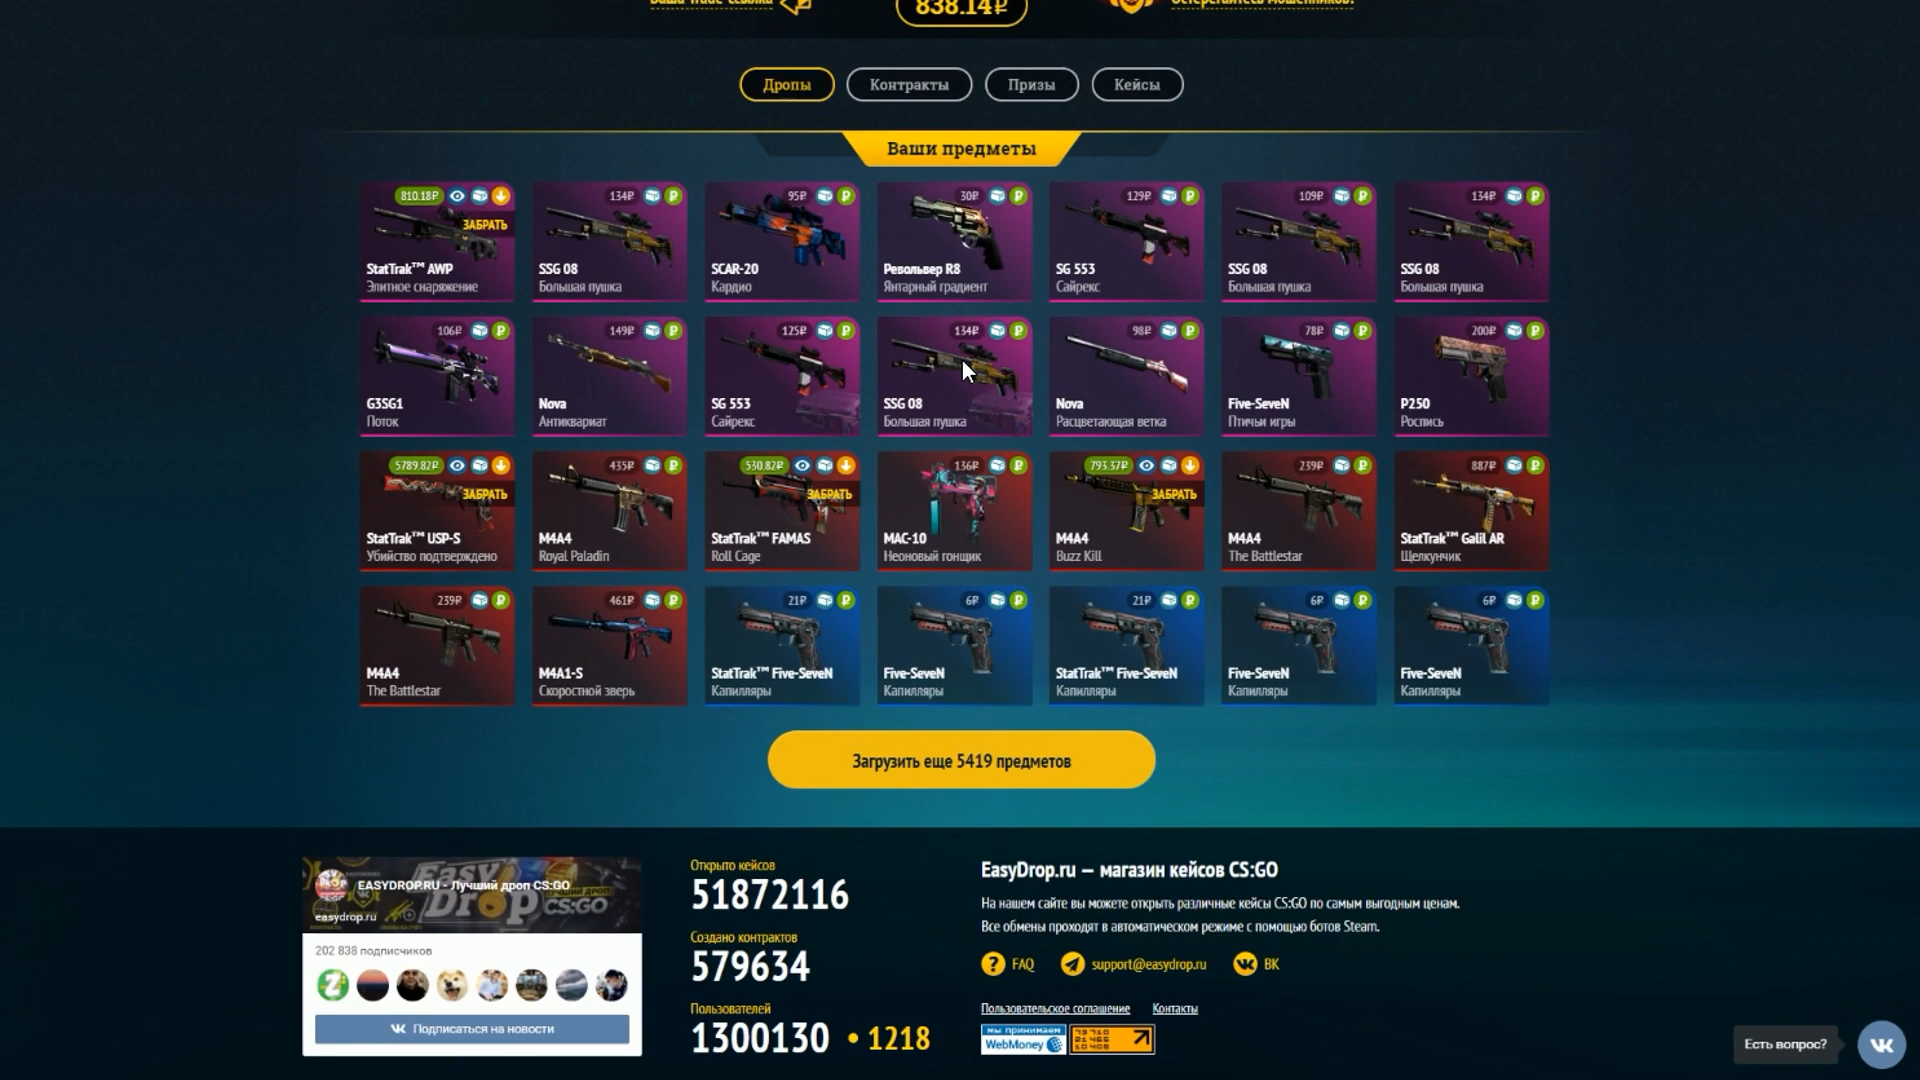 Ваша Trade-ссылка
838.14₽
Остерегайтесь мошенников!
Дропы
Контракты
Призы
Кейсы
Ваши предметы
810.18₽
ЗАБРАТЬ
StatTrak™ AWP
Элитное снаряжение
134₽
SSG 08
Большая пушка
95₽
SCAR-20
Кардио
30₽
Револьвер R8
Янтарный градиент
129₽
SG 553
Сайрекс
109₽
SSG 08
Большая пушка
134₽
SSG 08
Большая пушка
106₽
G3SG1
Поток
149₽
Nova
Антиквариат
125₽
SG 553
Сайрекс
134₽
SSG 08
Большая пушка
98₽
Nova
Расцветающая ветка
78₽
Five-SeveN
Птичьи игры
200₽
P250
Роспись
5789.82₽
ЗАБРАТЬ
StatTrak™ USP-S
Убийство подтверждено
435₽
M4A4
Royal Paladin
530.82₽
ЗАБРАТЬ
StatTrak™ FAMAS
Roll Cage
136₽
MAC-10
Неоновый гонщик
793.37₽
ЗАБРАТЬ
M4A4
Buzz Kill
239₽
M4A4
The Battlestar
887₽
StatTrak™ Galil AR
Щелкунчик
239₽
M4A4
The Battlestar
461₽
M4A1-S
Скоростной зверь
21₽
StatTrak™ Five-SeveN
Капилляры
6₽
Five-SeveN
Капилляры
21₽
StatTrak™ Five-SeveN
Капилляры
6₽
Five-SeveN
Капилляры
6₽
Five-SeveN
Капилляры
Загрузить еще 5419 предметов
EASYDROP.RU - Лучший дроп CS:GO
easydrop.ru
202 838 подписчиков
Подписаться на новости
Открыто кейсов
51872116
Создано контрактов
579634
Пользователей
1300130 • 1218
EasyDrop.ru — магазин кейсов CS:GO
На нашем сайте вы можете открыть различные кейсы CS:GO по самым выгодным ценам.
Все обмены проходят в автоматическом режиме с помощью ботов Steam.
FAQ
support@easydrop.ru
ВК
Пользовательское соглашение
Контакты
мы принимаем
WebMoney
Есть вопрос?